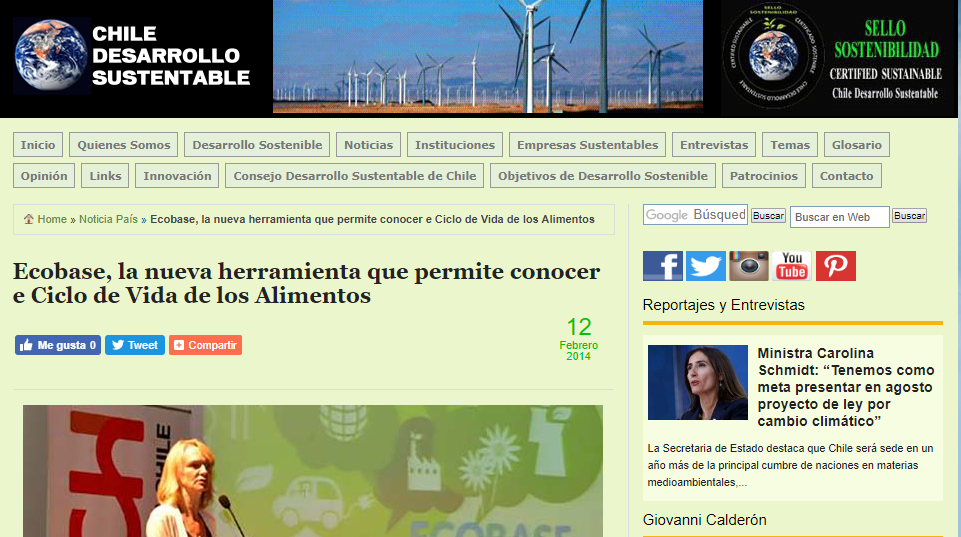 CHILE
DESARROLLO
SUSTENTABLE
SELLO
SOSTENIBILIDAD
CERTIFIED SUSTAINABLE
Chile Desarrollo Sustentable
Inicio
Quienes Somos
Desarrollo Sostenible
Noticias
Instituciones
Empresas Sustentables
Entrevistas
Temas
Glosario
Opinión
Links
Innovación
Consejo Desarrollo Sustentable de Chile
Objetivos de Desarrollo Sostenible
Patrocinios
Contacto
Home » Noticia País » Ecobase, la nueva herramienta que permite conocer e Ciclo de Vida de los Alimentos
Google Búsqued
Buscar
Buscar en Web
Buscar
Ecobase, la nueva herramienta que permite conocer
e Ciclo de Vida de los Alimentos
Me gusta 0
Tweet
Compartir
12
Febrero
2014
CH
CHILE
ECOBASE
You
Tube
Reportajes y Entrevistas
Ministra Carolina
Schmidt: “Tenemos como
meta presentar en agosto
proyecto de ley por
cambio climático”
La Secretaria de Estado destaca que Chile será sede en un
año más de la principal cumbre de naciones en materias
medioambientales,...
Giovanni Calderón